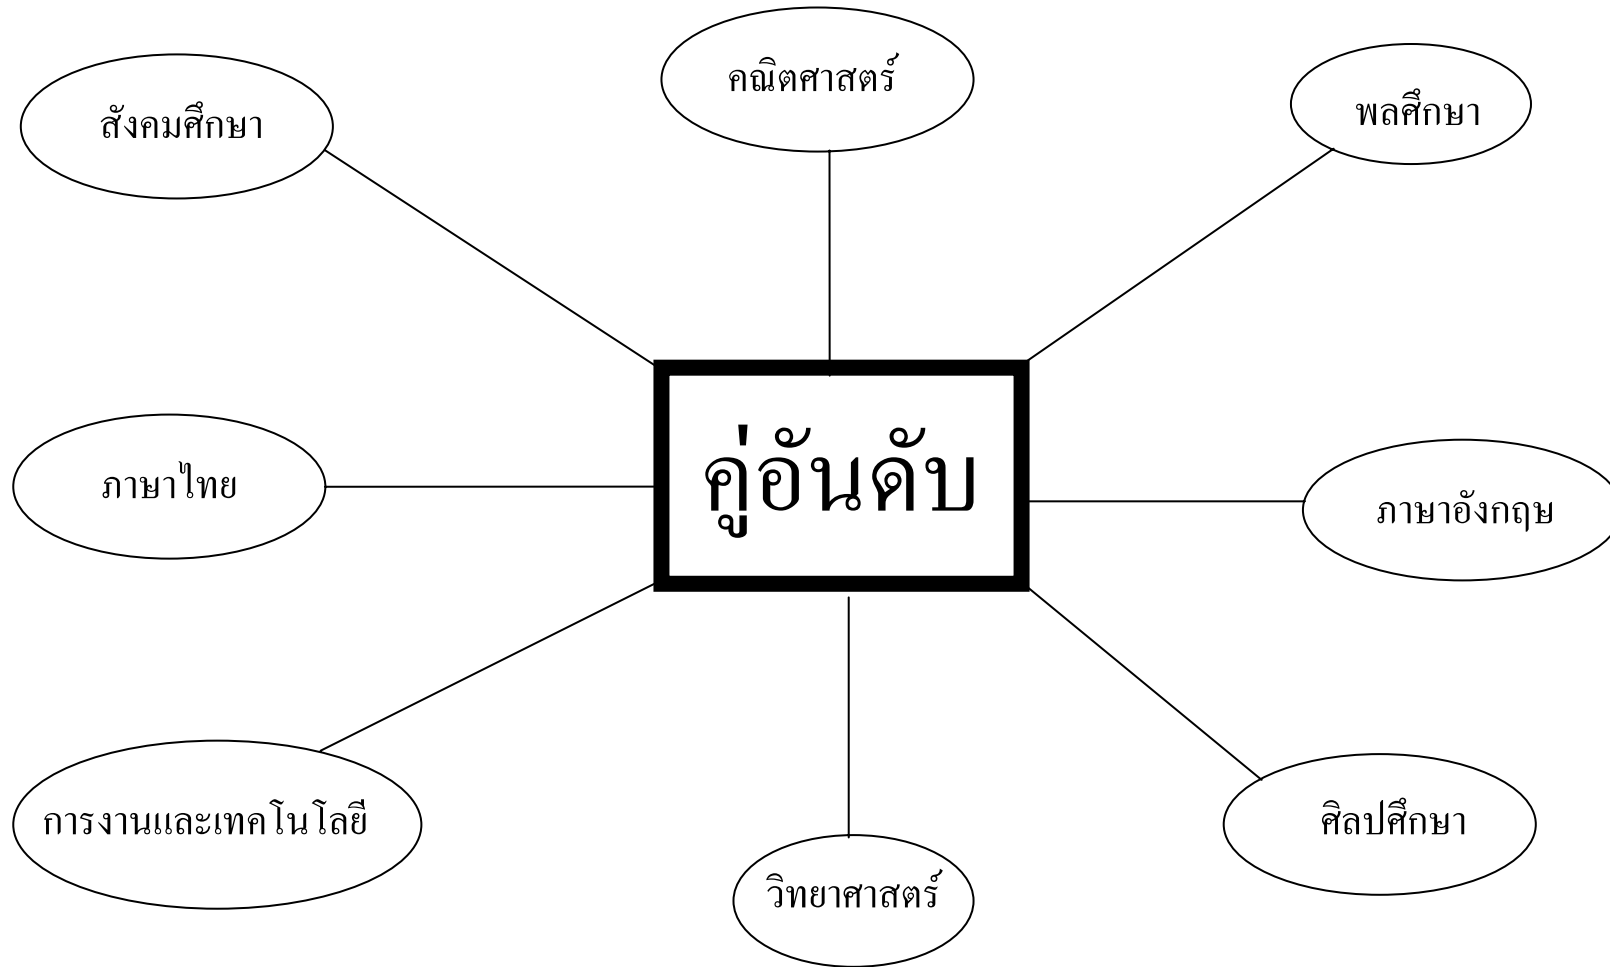 คณิตศาสตร์
สังคมศึกษา
พลศึกษา
คู่อันดับ
ภาษาไทย
ภาษาอังกฤษ
การงานและเทคโนโลยี
ศิลปศึกษา
วิทยาศาสตร์